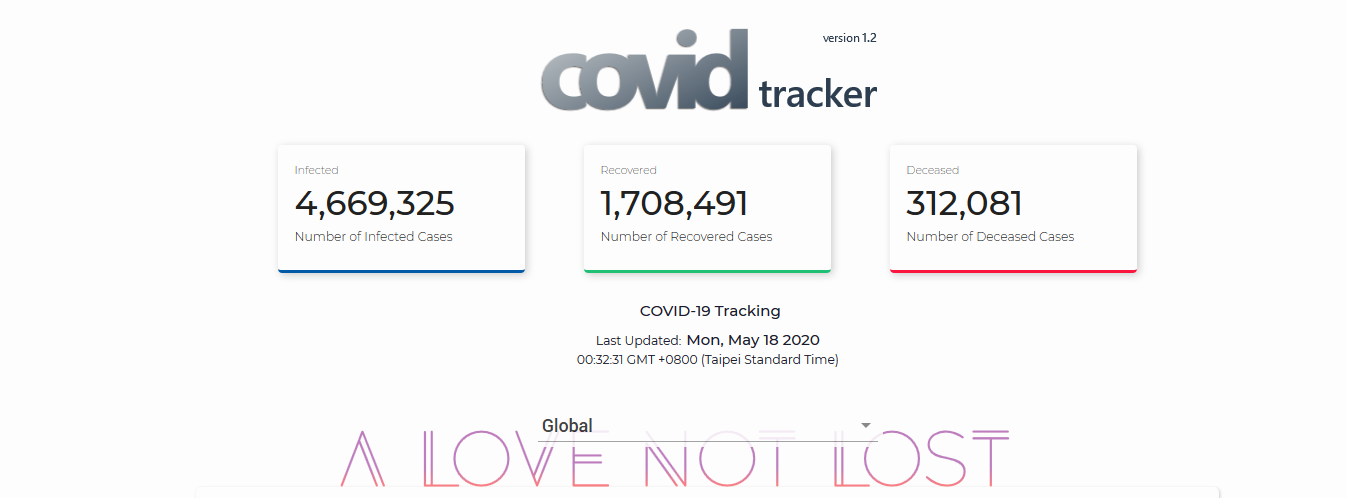 version 1.2
covid tracker
Infected
4,669,325
Number of Infected Cases
Recovered
1,708,491
Number of Recovered Cases
Deceased
312,081
Number of Deceased Cases
COVID-19 Tracking
Last Updated: Mon, May 18 2020
00:32:31 GMT +0800 (Taipei Standard Time)
Global
A LOVE NOT LOST